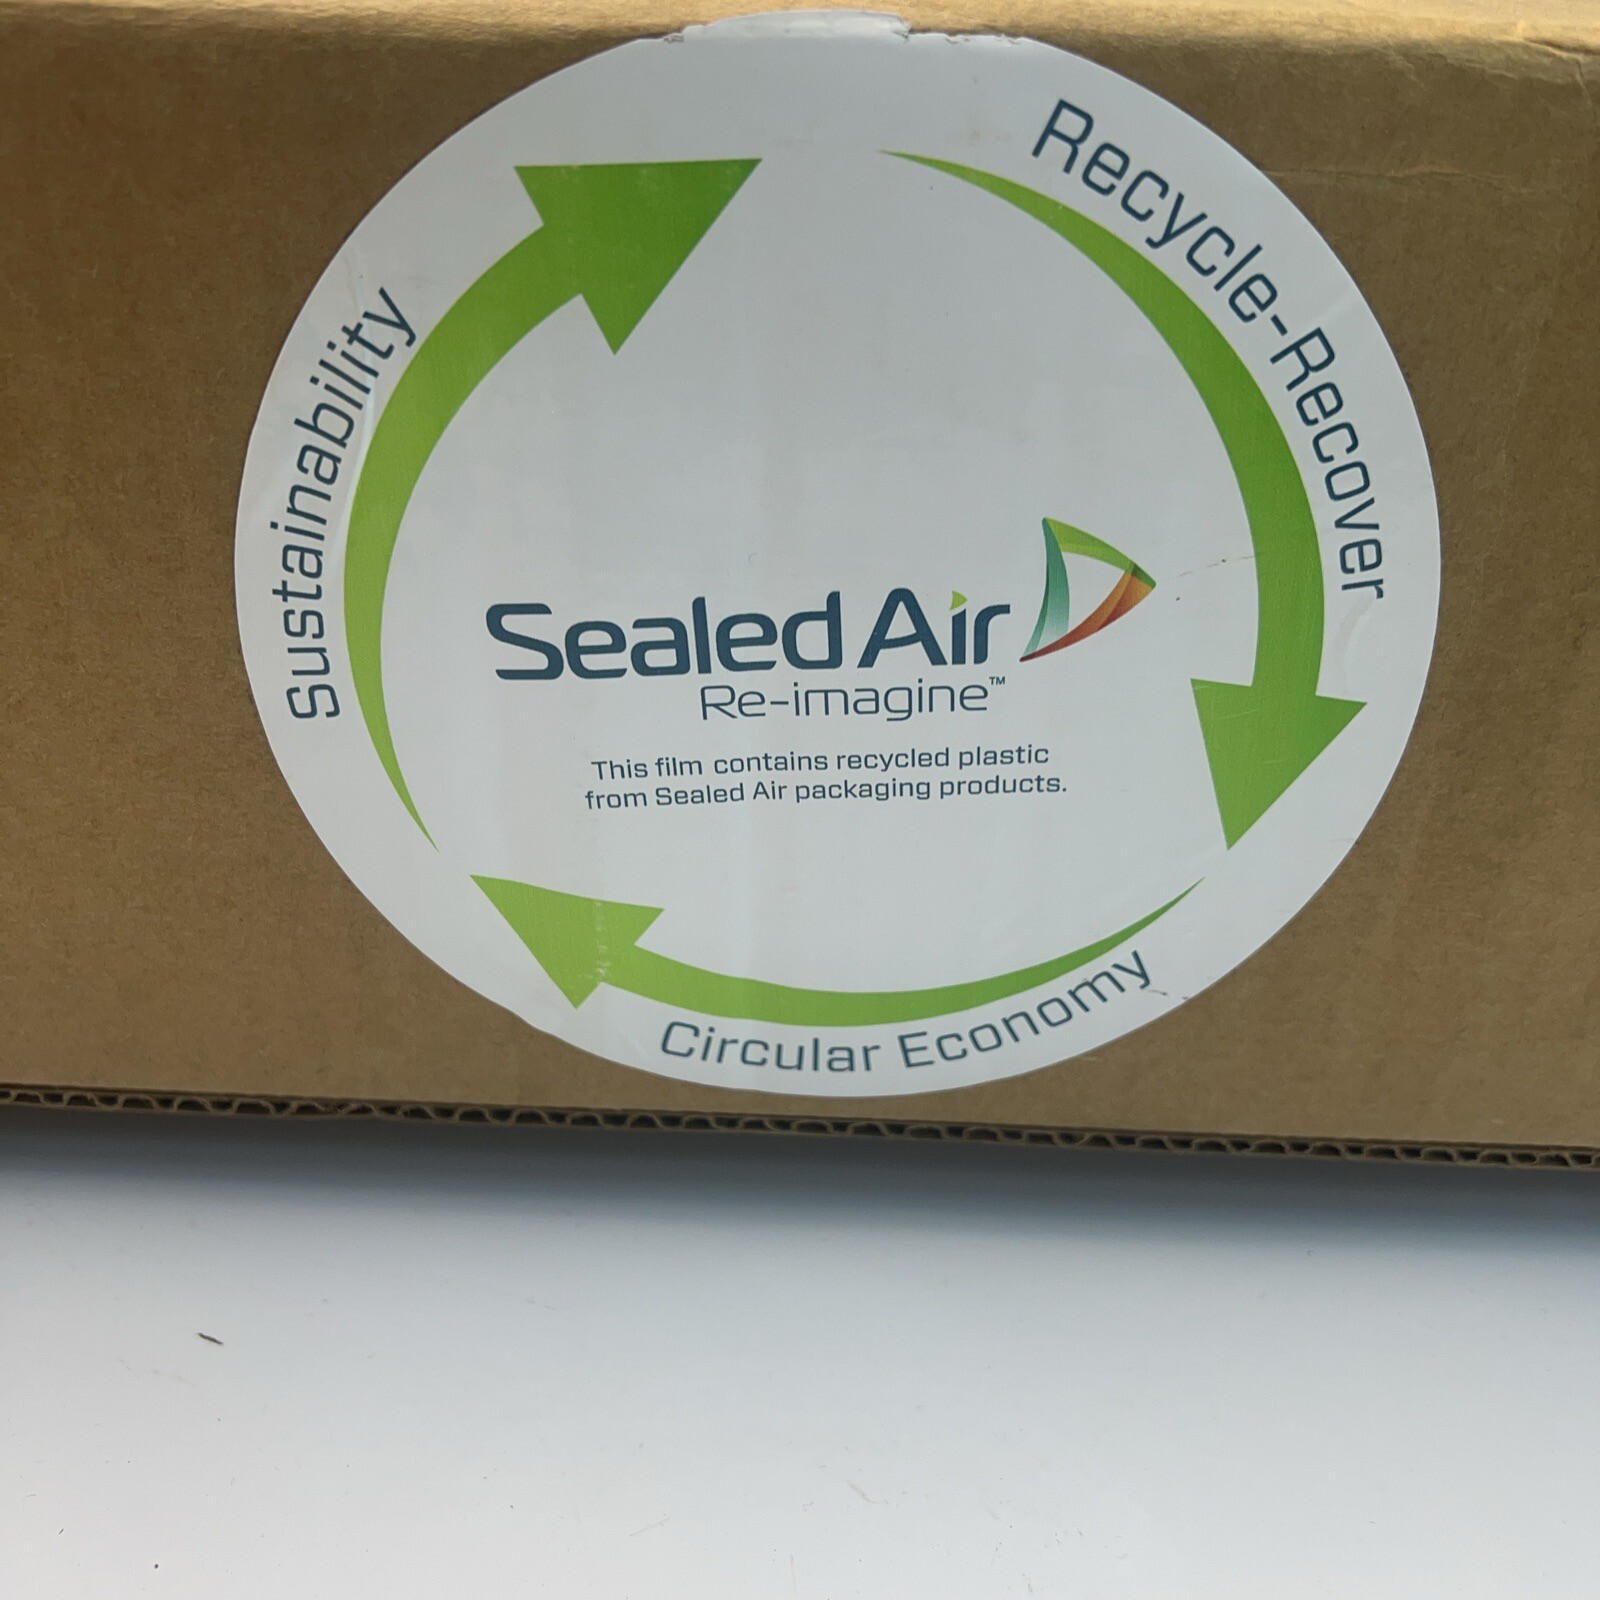 Recycle-Recover
Sustainability
Sealed Air
Re-imagine™
This film contains recycled plastic
from Sealed Air packaging products.
Circular Economy